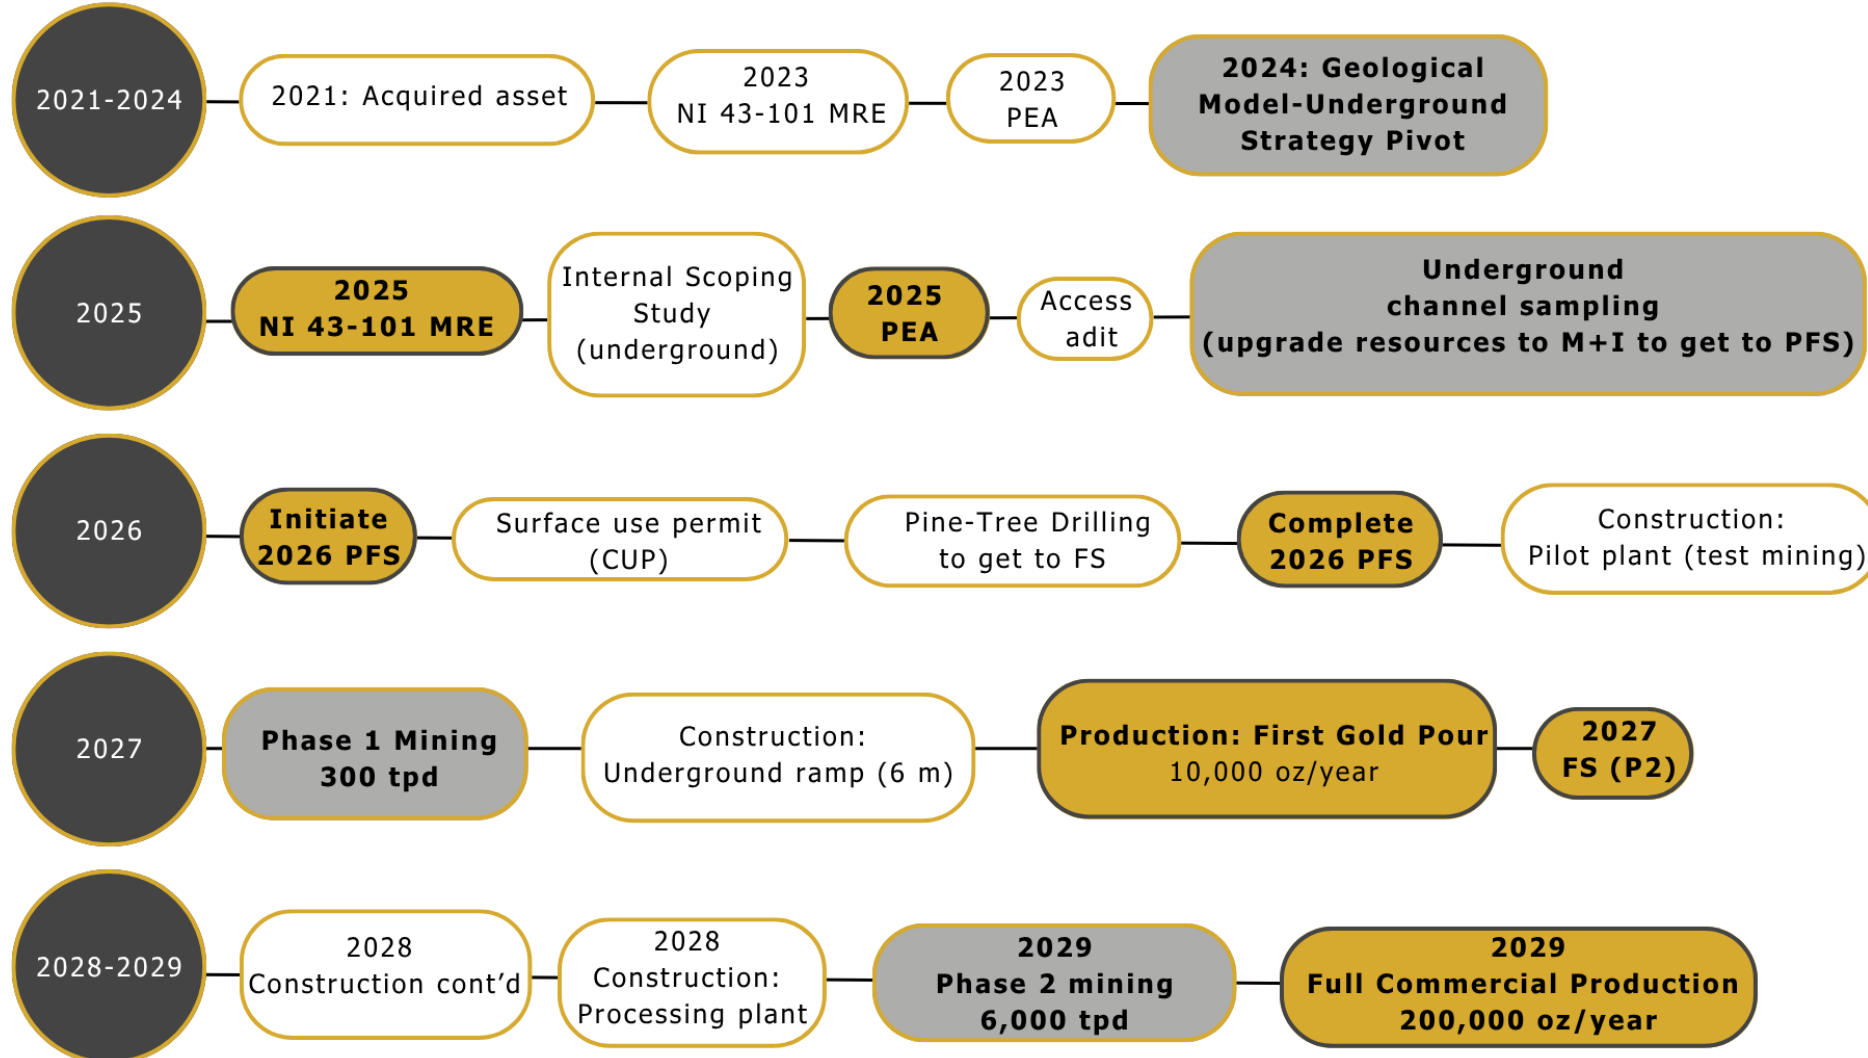 2021-2024
2021: Acquired asset
2023
NI 43-101 MRE
2023
PEA
2024: Geological
Model-Underground
Strategy Pivot
2025
2025
NI 43-101 MRE
Internal Scoping
Study
(underground)
2025
PEA
Access
adit
Underground
channel sampling
(upgrade resources to M+I to get to PFS)
2026
Initiate
2026 PFS
Surface use permit
(CUP)
Pine-Tree Drilling
to get to FS
Complete
2026 PFS
Construction:
Pilot plant (test mining)
2027
Phase 1 Mining
300 tpd
Construction:
Underground ramp (6 m)
Production: First Gold Pour
10,000 oz/year
2027
FS (P2)
2028-2029
2028
Construction cont’d
2028
Construction:
Processing plant
2029
Phase 2 mining
6,000 tpd
2029
Full Commercial Production
200,000 oz/year